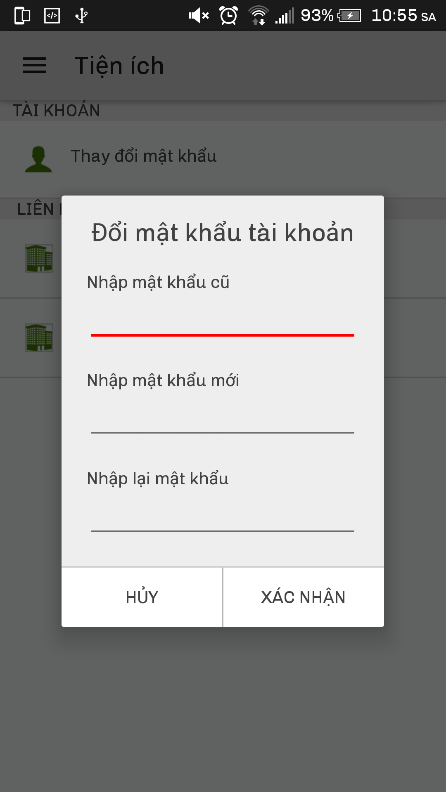 93% 10:55 SA
Tiện ích
TÀI KHOẢN
Thay đổi mật khẩu
LIÊN
Đổi mật khẩu tài khoản
Nhập mật khẩu cũ
Nhập mật khẩu mới
Nhập lại mật khẩu
HỦY XÁC NHẬN